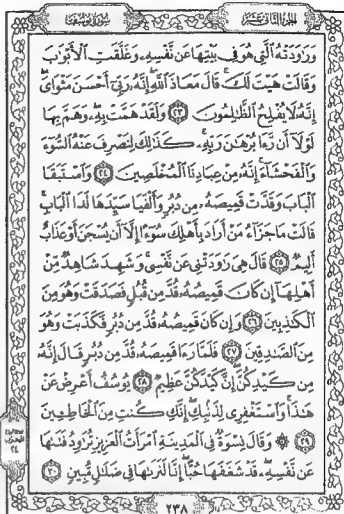 الجزء الثاني عشر
سورة يوسف
وَرَٰوَدَتْهُ ٱلَّتِى هُوَ فِى بَيْتِهَا عَن نَّفْسِهِۦ وَغَلَّقَتِ ٱلْأَبْوَٰبَ
وَقَالَتْ هَيْتَ لَكَ ۚ قَالَ مَعَاذَ ٱللَّهِ ۖ إِنَّهُۥ رَبِّىٓ أَحْسَنَ مَثْوَاىَ ۖ
إِنَّهُۥ لَا يُفْلِحُ ٱلظَّٰلِمُونَ ٢٣ وَلَقَدْ هَمَّتْ بِهِۦ ۖ وَهَمَّ بِهَا
لَوْلَآ أَن رَّءَا بُرْهَٰنَ رَبِّهِۦ ۚ كَذَٰلِكَ لِنَصْرِفَ عَنْهُ ٱلسُّوٓءَ
وَٱلْفَحْشَآءَ ۚ إِنَّهُۥ مِنْ عِبَادِنَا ٱلْمُخْلَصِينَ ٢٤ وَٱسْتَبَقَا
ٱلْبَابَ وَقَدَّتْ قَمِيصَهُۥ مِن دُبُرٍ وَأَلْفَيَا سَيِّدَهَا لَدَا ٱلْبَابِ ۚ
قَالَتْ مَا جَزَآءُ مَنْ أَرَادَ بِأَهْلِكَ سُوٓءًا إِلَّآ أَن يُسْجَنَ أَوْ عَذَابٌ
أَلِيمٌ ٢٥ قَالَ هِىَ رَٰوَدَتْنِى عَن نَّفْسِى ۚ وَشَهِدَ شَاهِدٌ مِّنْ
أَهْلِهَآ إِن كَانَ قَمِيصُهُۥ قُدَّ مِن قُبُلٍ فَصَدَقَتْ وَهُوَ مِنَ
ٱلْكَٰذِبِينَ ٢٦ وَإِن كَانَ قَمِيصُهُۥ قُدَّ مِن دُبُرٍ فَكَذَبَتْ وَهُوَ
مِنَ ٱلصَّٰدِقِينَ ٢٧ فَلَمَّا رَءَا قَمِيصَهُۥ قُدَّ مِن دُبُرٍ قَالَ إِنَّهُۥ
مِن كَيْدِكُنَّ ۖ إِنَّ كَيْدَكُنَّ عَظِيمٌ ٢٨ يُوسُفُ أَعْرِضْ عَنْ
هَٰذَا ۚ وَٱسْتَغْفِرِى لِذَنۢبِكِ ۖ إِنَّكِ كُنتِ مِنَ ٱلْخَاطِـِٔينَ
٢٩ ۞ وَقَالَ نِسْوَةٌ فِى ٱلْمَدِينَةِ ٱمْرَأَتُ ٱلْعَزِيزِ تُرَٰوِدُ فَتَىٰهَا
عَن نَّفْسِهِۦ ۖ قَدْ شَغَفَهَا حُبًّا ۖ إِنَّا لَنَرَىٰهَا فِى ضَلَٰلٍ مُّبِينٍ ٣٠
الحزب
٢٤
٢٣٨